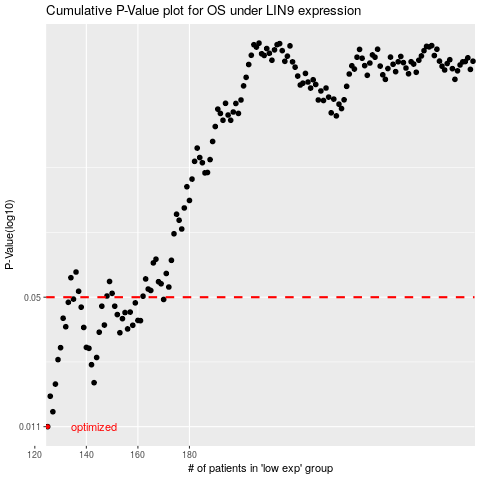 Cumulative P-Value plot for OS under LIN9 expression
P-Value(log10)
0.05
0.011
optimized
120 140 160 180
# of patients in 'low exp' group